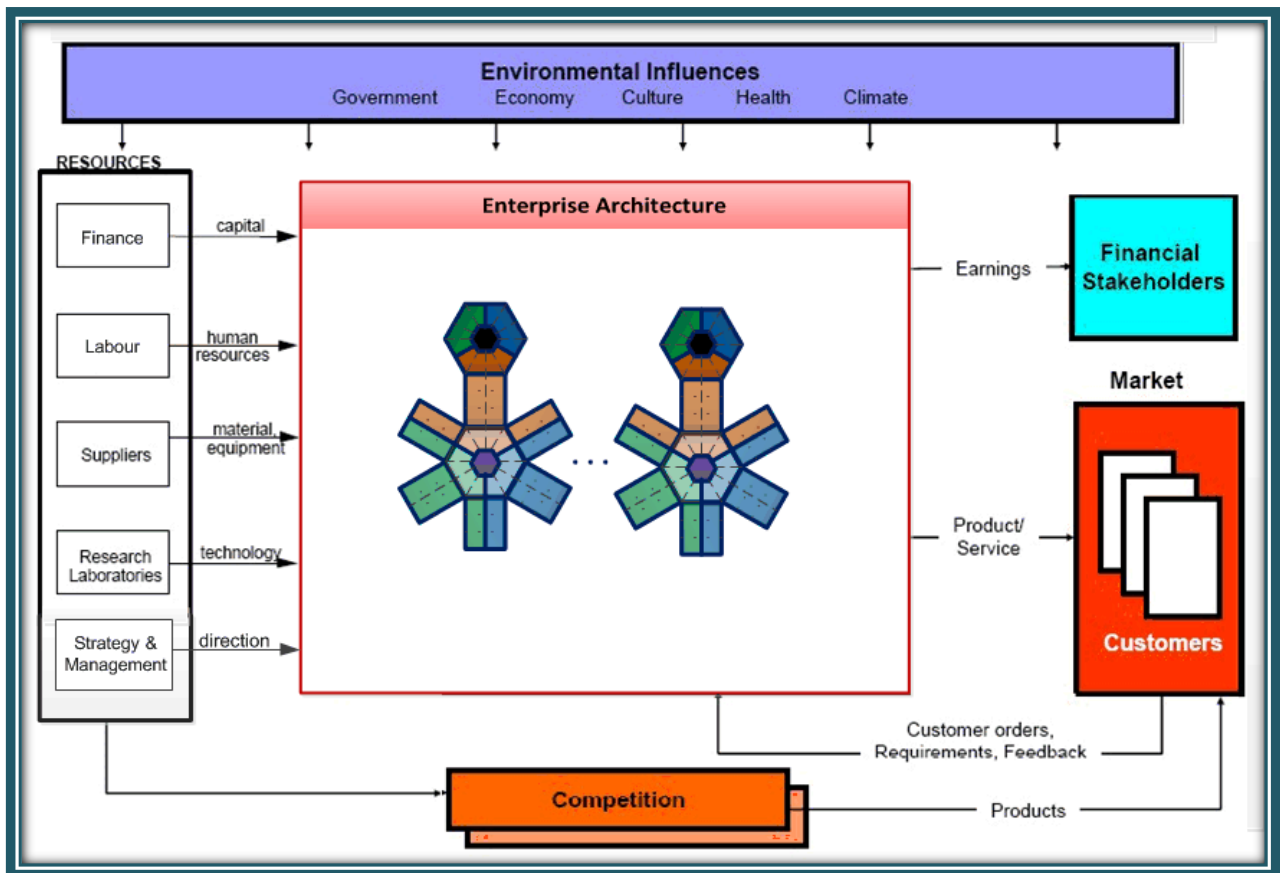 Environmental Influences
Government Economy Culture Health Climate
RESOURCES
Finance
capital
Labour
human
resources
Suppliers
material,
equipment
Research
Laboratories
technology
Strategy &
Management
direction
Enterprise Architecture
. . .
Earnings
Financial
Stakeholders
Market
Product/
Service
Customers
Customer orders,
Requirements, Feedback
Competition
Products